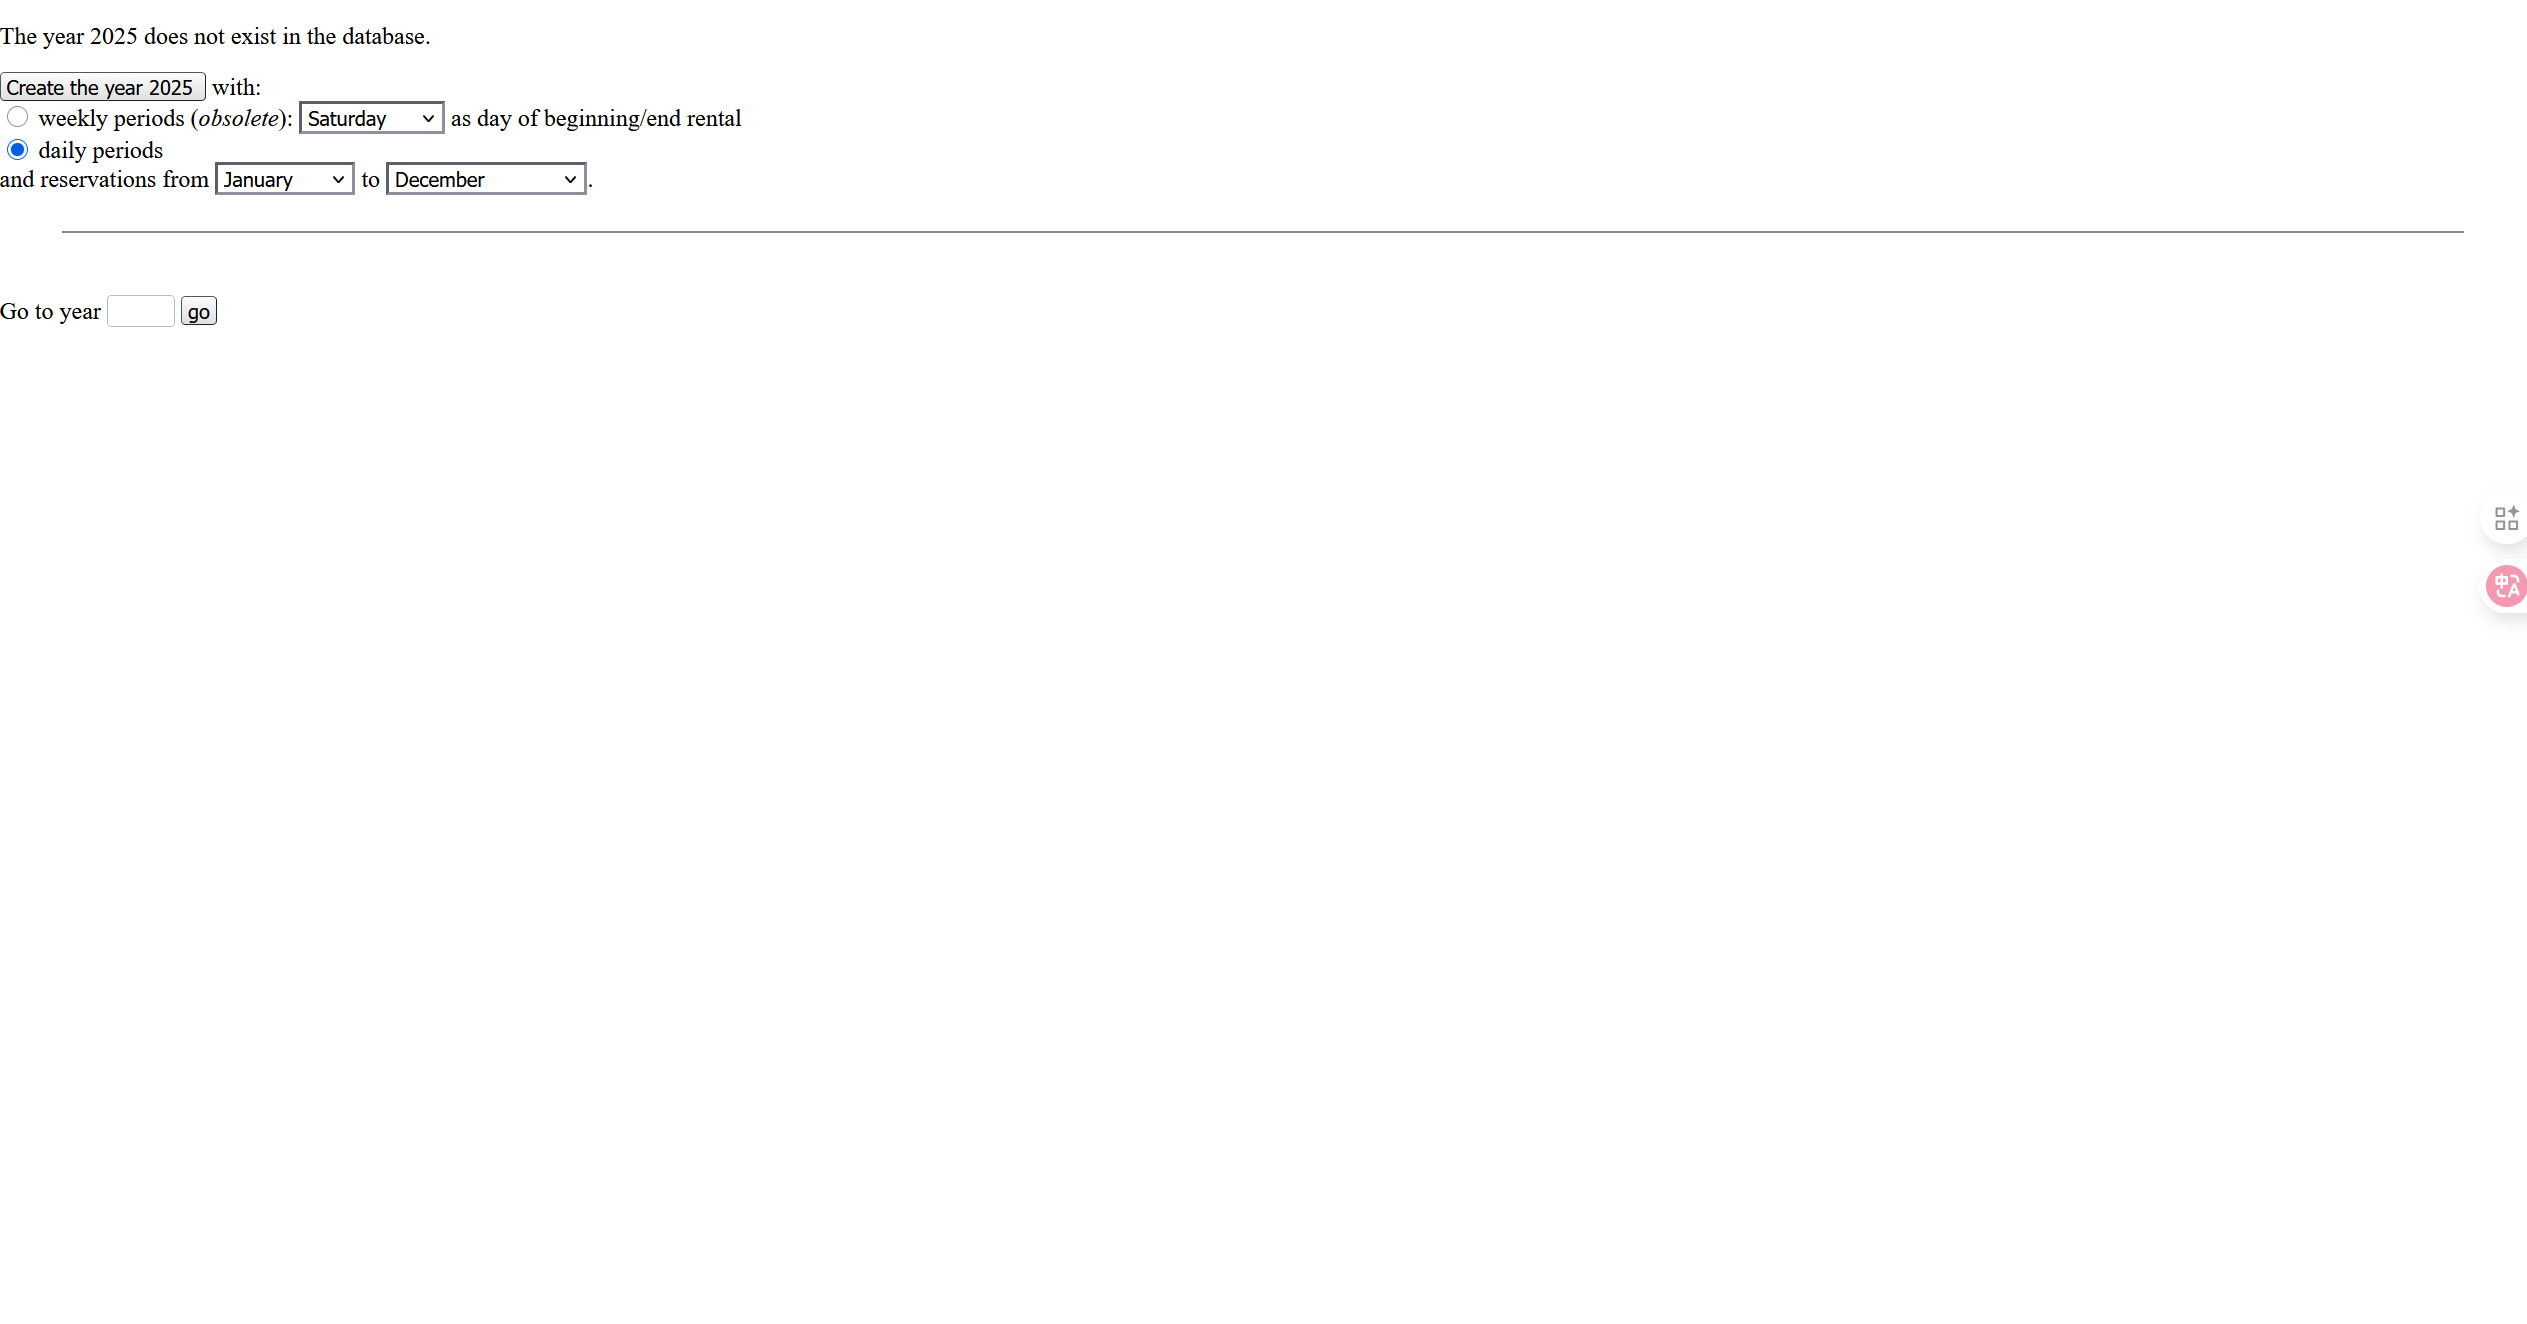 The year 2025 does not exist in the database.
Create the year 2025 with:
weekly periods (obsolete): Saturday as day of beginning/end rental
daily periods
and reservations from January to December.
Go to year go
中 A